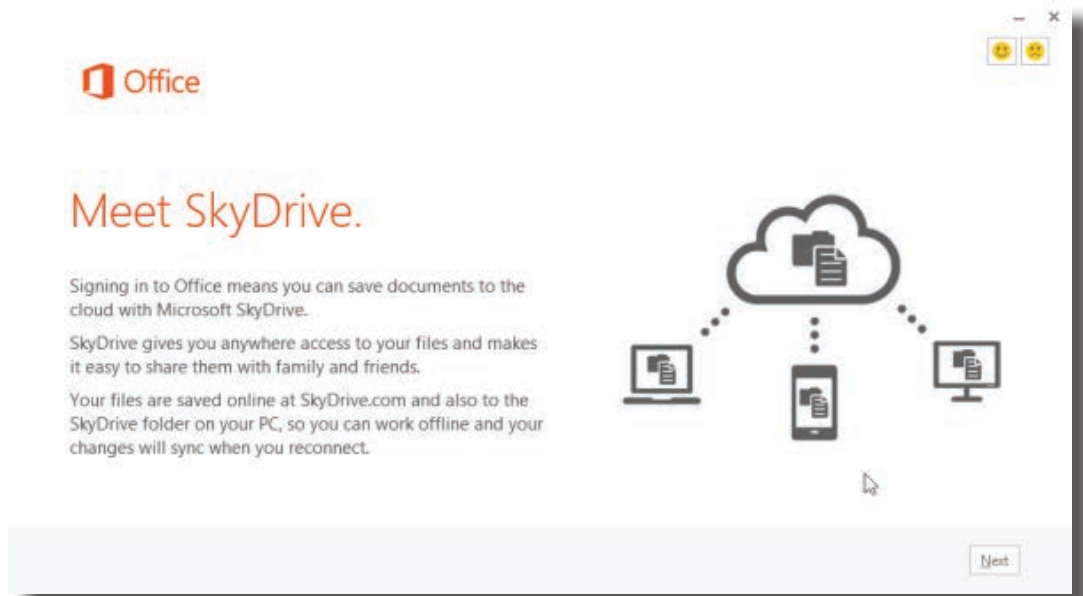 Office
Meet SkyDrive.
Signing in to Office means you can save documents to the
cloud with Microsoft SkyDrive.
SkyDrive gives you anywhere access to your files and makes
it easy to share them with family and friends.
Your files are saved online at SkyDrive.com and also to the
SkyDrive folder on your PC, so you can work offline and your
changes will sync when you reconnect.
Next